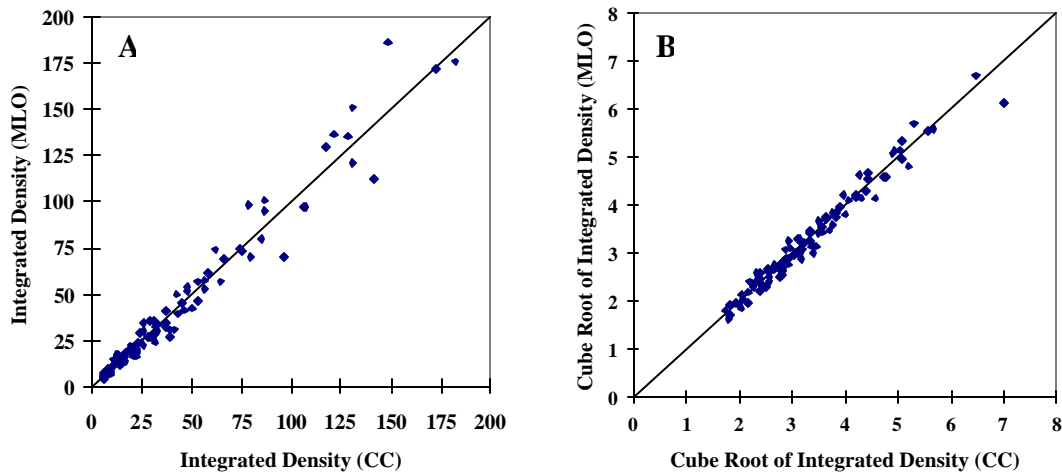 A
Integrated Density (MLO)
200
175
150
125
100
75
50
25
0
0 25 50 75 100 125 150 175 200
Integrated Density (CC)
B
Cube Root of Integrated Density (MLO)
8
7
6
5
4
3
2
1
0
0 1 2 3 4 5 6 7 8
Cube Root of Integrated Density (CC)